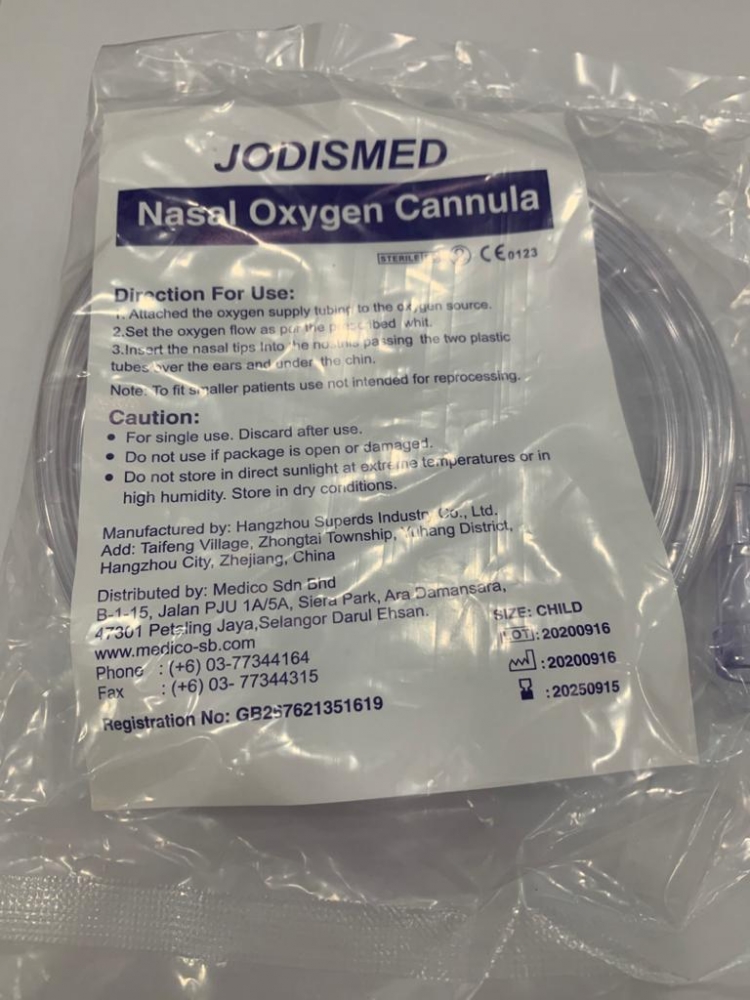 JODISMED
Nasal Oxygen Cannula
STERILE CE0123
Direction For Use:
1. Attached the oxygen supply tubing to the oxygen source.
2.Set the oxygen flow as per the whit.
3.Insert the nasal tips Into the nostrils passing the two plastic
tubes over the ears and under the chin.
Note: To fit smaller patients use not intended for reprocessing.
Caution:
• For single use. Discard after use.
• Do not use if package is open or damaged.
• Do not store in direct sunlight at extreme temperatures or in
high humidity. Store in dry conditions.
Manufactured by: Hangzhou Superds Industry Co., Ltd.
Add: Taifeng Village, Zhongtai Township, Yuhang District,
Hangzhou City, Zhejiang, China
Distributed by: Medico Sdn Bhd
B-1-15, Jalan PJU 1A/5A, Siera Park, Ara Damansara,
47301 Petaling Jaya,Selangor Darul Ehsan.
www.medico-sb.com
Phone : (+6) 03-77344164
Fax : (+6) 03- 77344315
Registration No: GB267621351619
SIZE: CHILD
LOT: 20200916
: 20200916
: 20250915